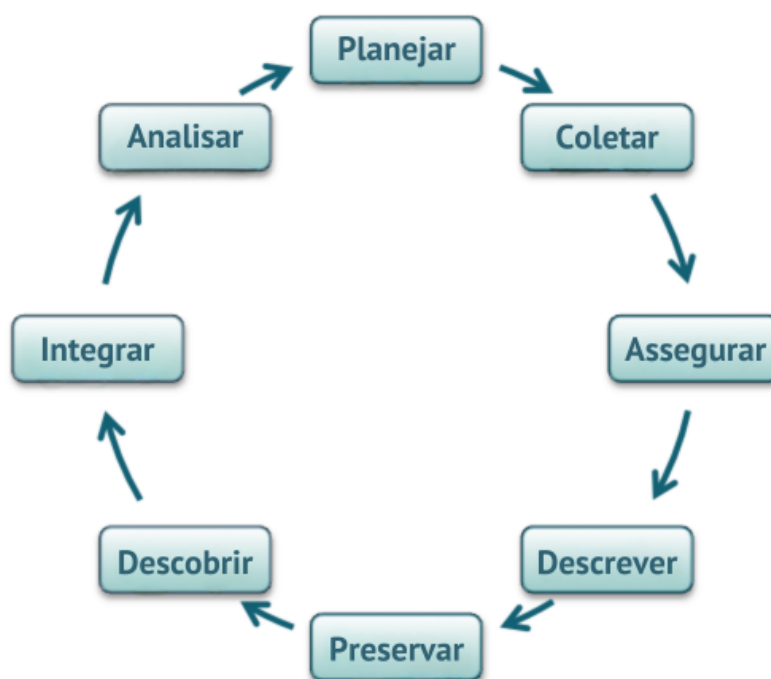 Planejar
Coletar
Assegurar
Descrever
Preservar
Descobrir
Integrar
Analisar